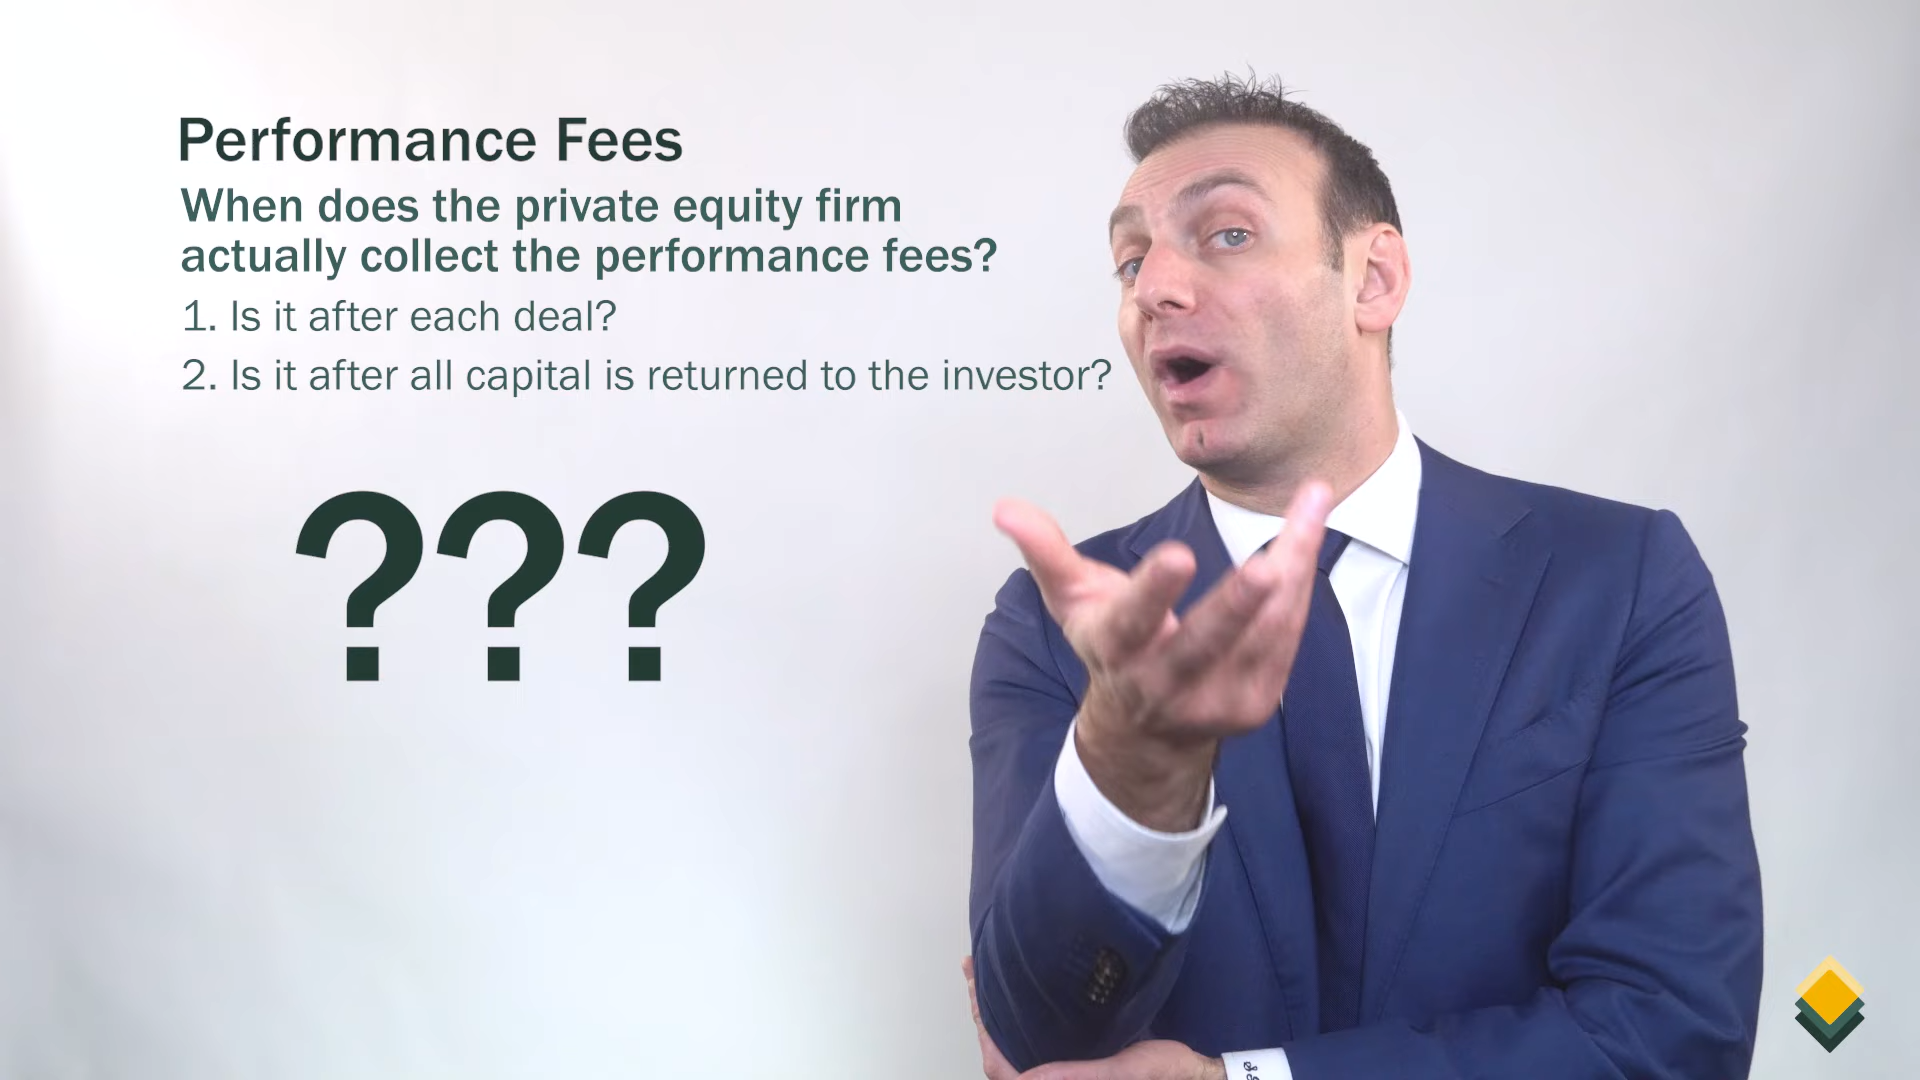 Performance Fees
When does the private equity firm
actually collect the performance fees?
1. Is it after each deal?
2. Is it after all capital is returned to the investor?
???